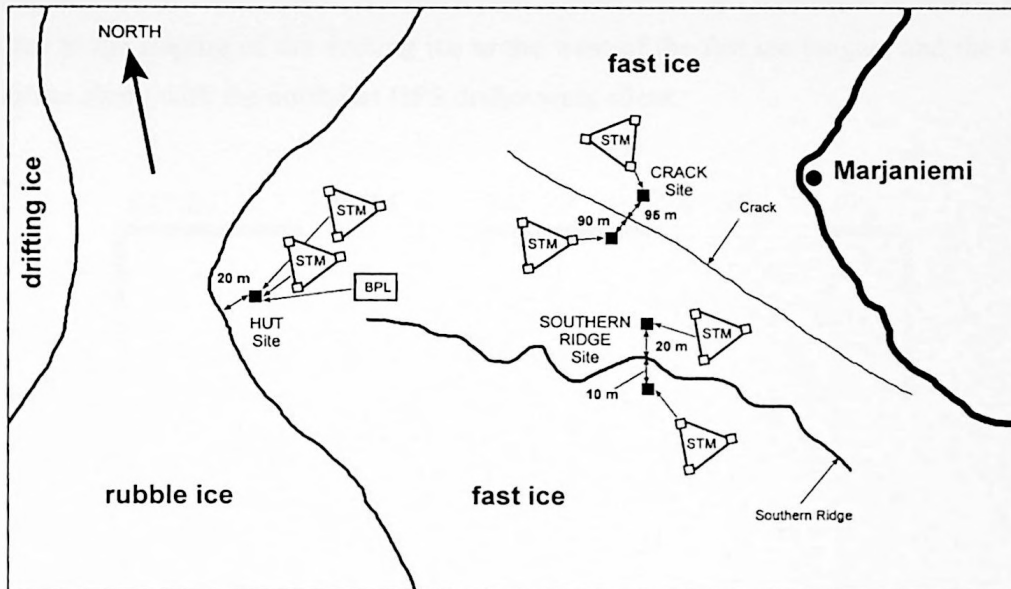 NORTH
fast ice
drifting ice
STM
CRACK
Site
Marjaniemi
STM
90 m
95 m
Crack
STM
STM
20 m
BPL
HUT
Site
SOUTHERN
RIDGE
Site
STM
20 m
10 m
STM
rubble ice
fast ice
Southern Ridge